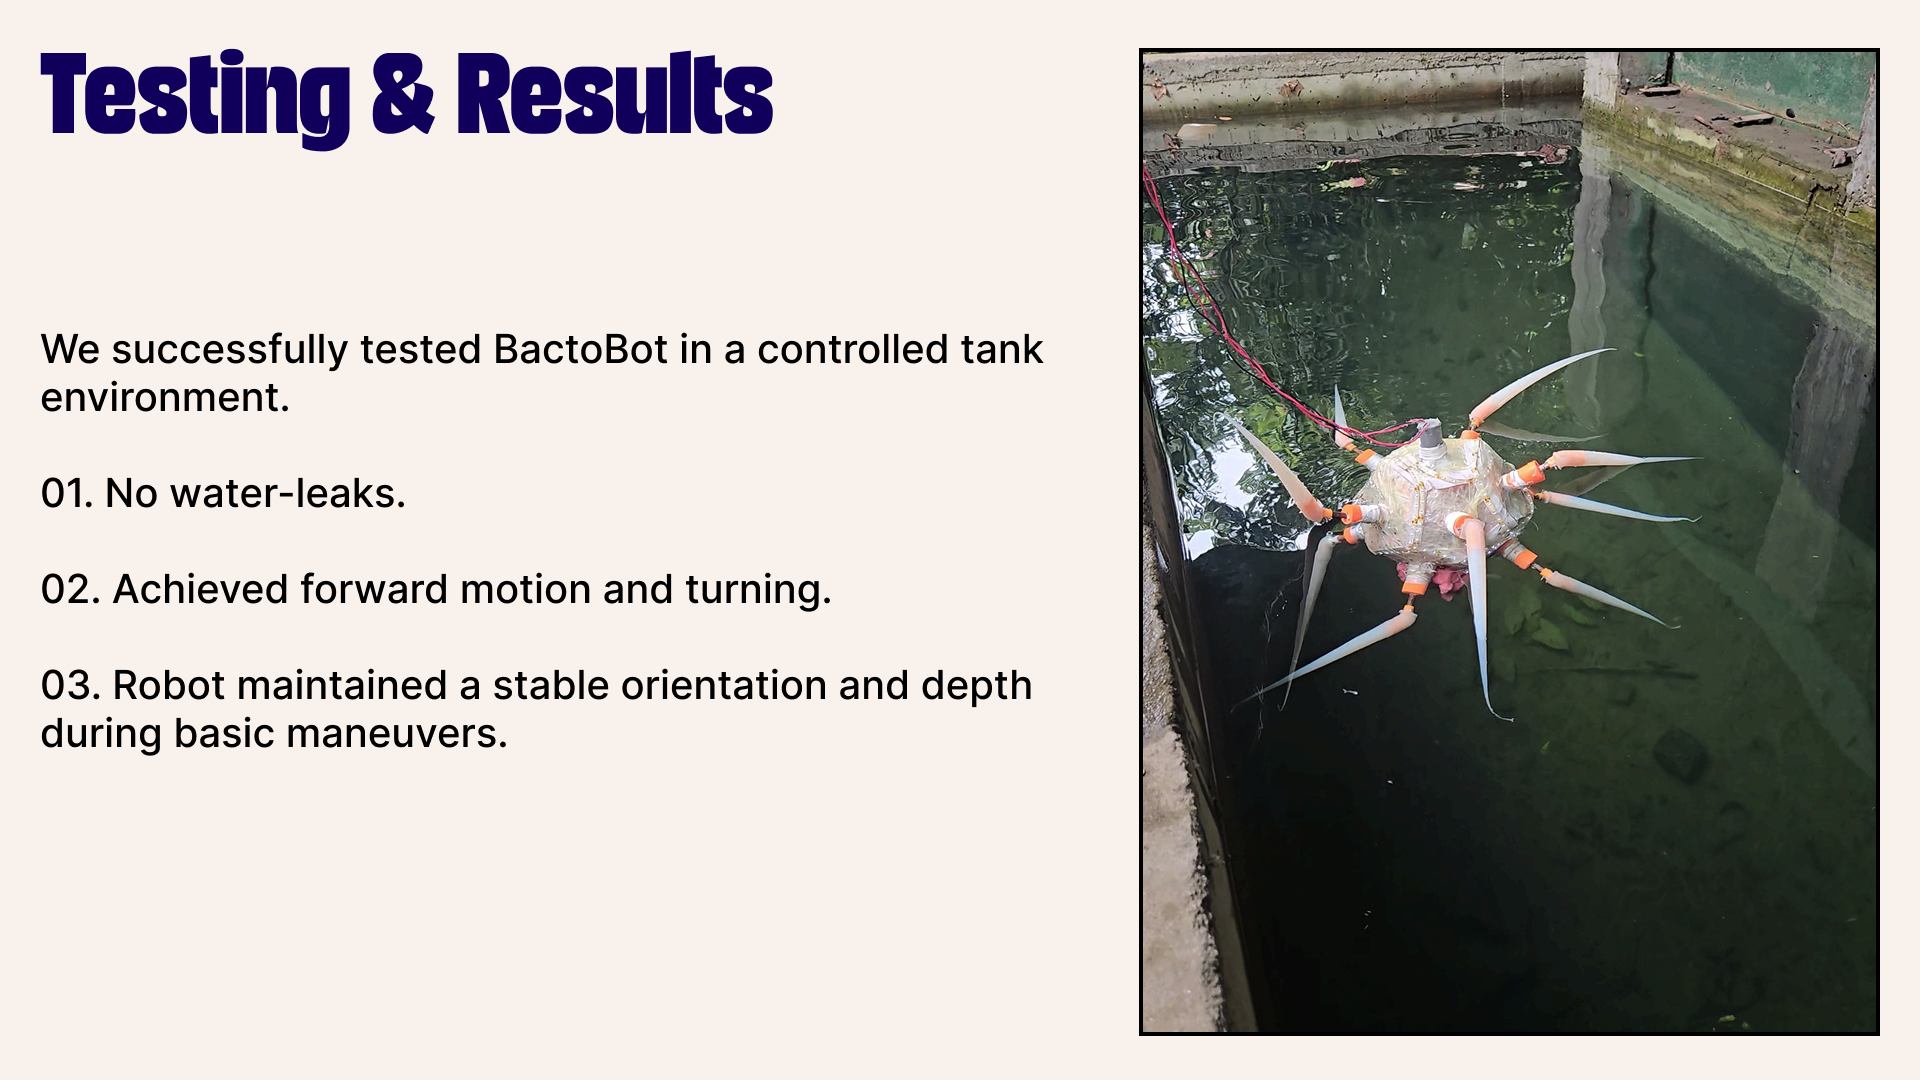 Testing & Results
We successfully tested BactoBot in a controlled tank
environment.
01. No water-leaks.
02. Achieved forward motion and turning.
03. Robot maintained a stable orientation and depth
during basic maneuvers.